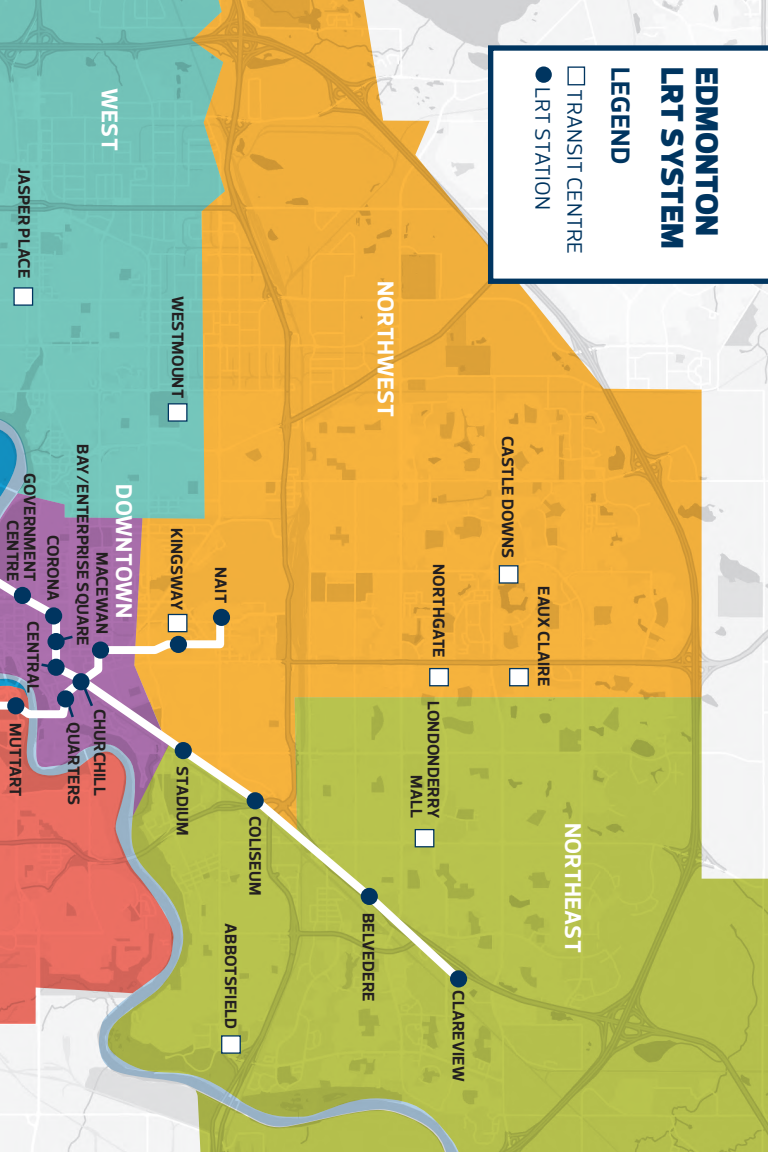 EDMONTON
LRT SYSTEM
LEGEND
TRANSIT CENTRE
LRT STATION
NORTHEAST
EAUX CLAIRE
CASTLE DOWNS
CLAREVIEW
NORTHGATE
LONDONDERRY
MALL
NORTHWEST
BELVEDERE
COLISEUM
ABBOTSFIELD
NAIT
STADIUM
KINGSWAY
WESTMOUNT
DOWNTOWN
WEST
MACEWAN
CHURCHILL
BAY/ENTERPRISE SQUARE
QUARTERS
CORONA
CENTRAL
GOVERNMENT
CENTRE
MUTTART
JASPER PLACE